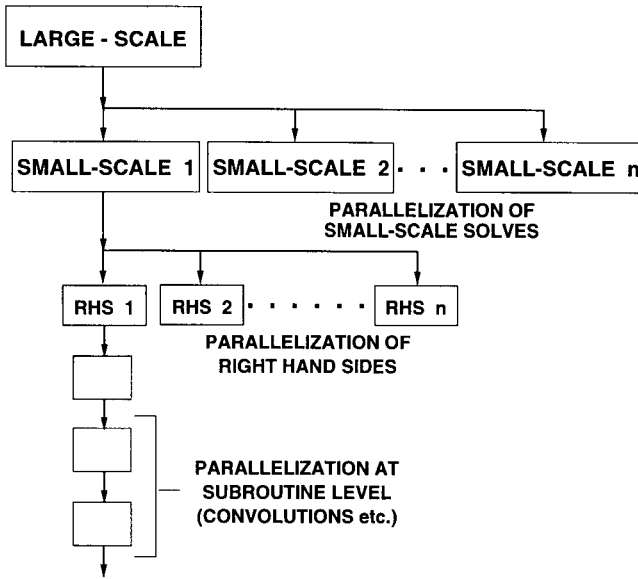 LARGE - SCALE
SMALL-SCALE 1
SMALL-SCALE 2
. . .
SMALL-SCALE n
PARALLELIZATION OF
SMALL-SCALE SOLVES
RHS 1
RHS 2
. . . . . .
RHS n
PARALLELIZATION OF
RIGHT HAND SIDES
PARALLELIZATION AT
SUBROUTINE LEVEL
(CONVOLUTIONS etc.)